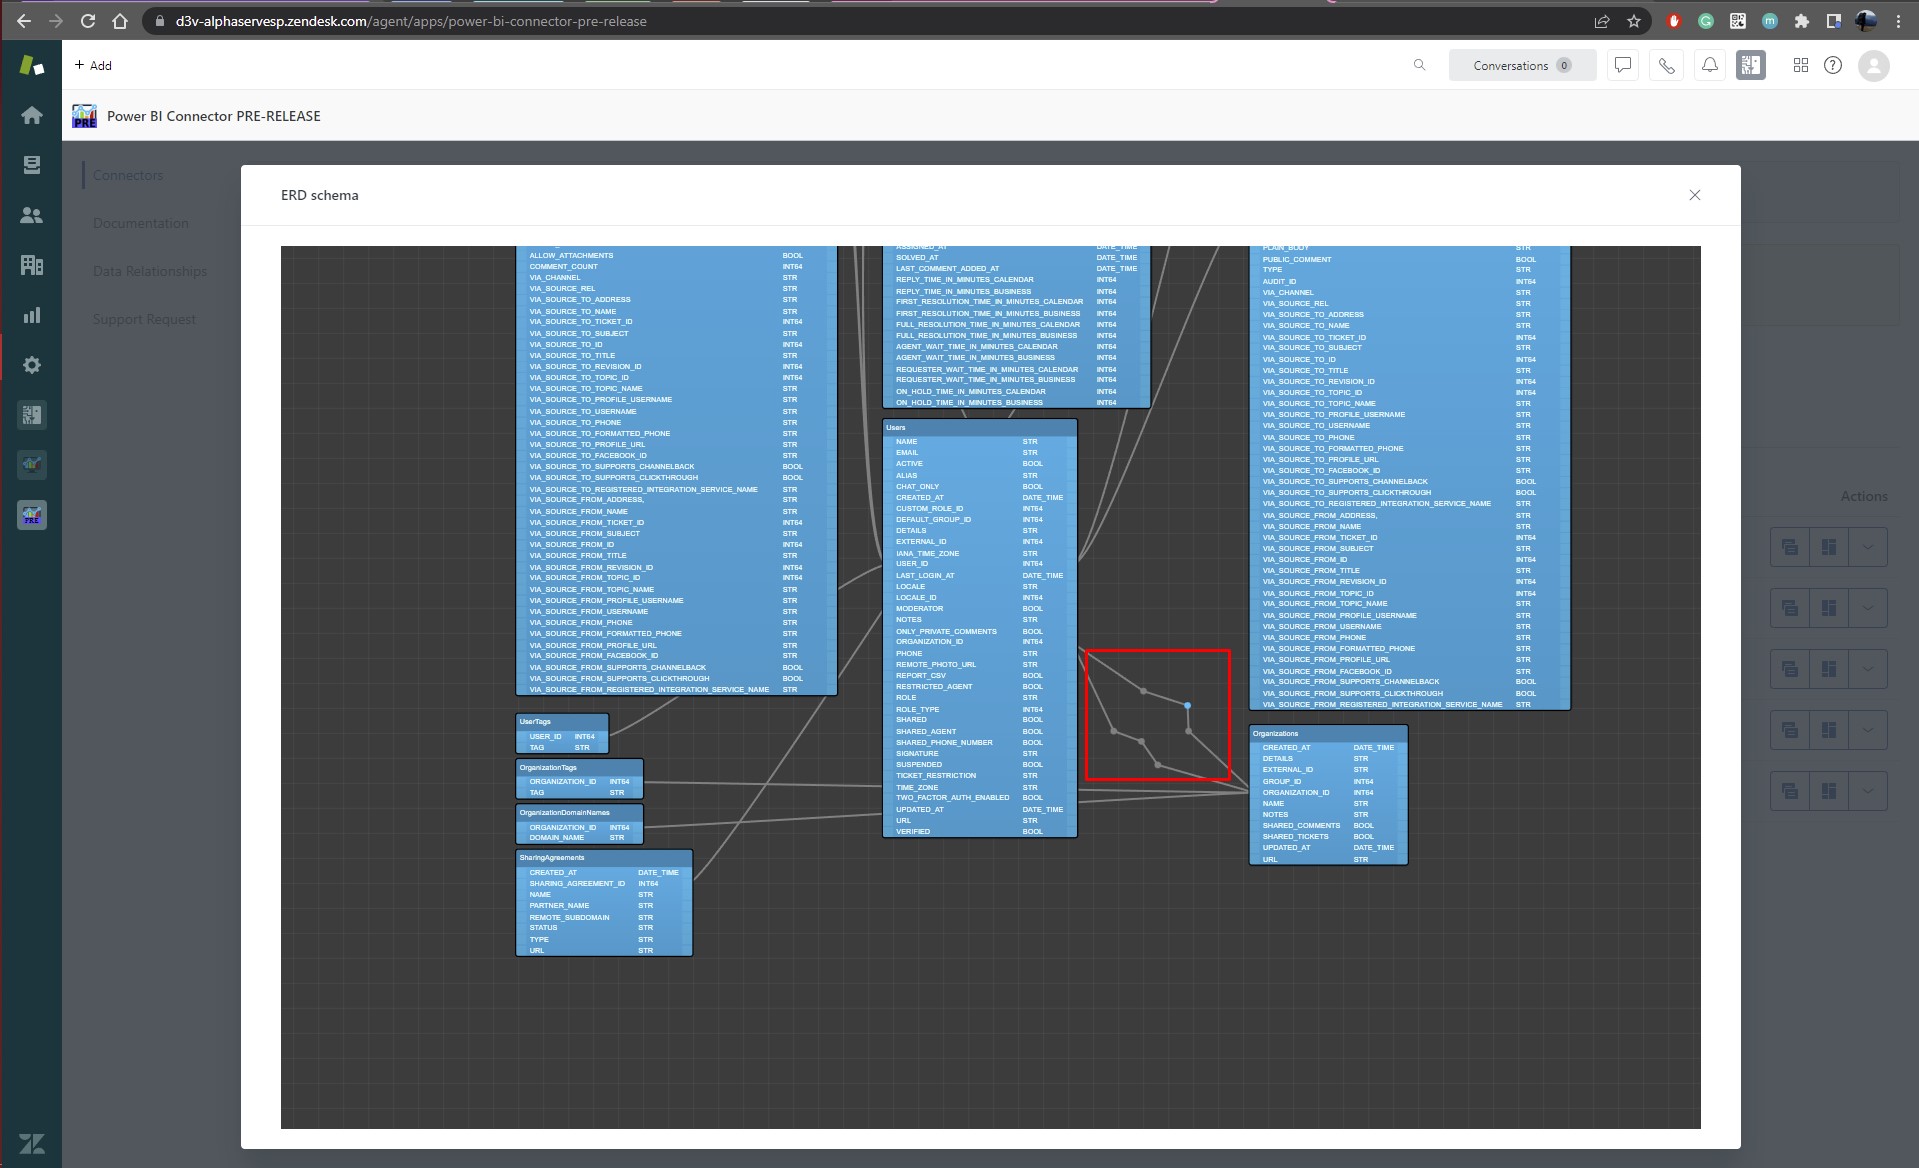 d3v-alphaservesp.zendesk.com/agent/apps/power-bi-connector-pre-release
+ Add
Conversations 0
PRE
Power BI Connector PRE-RELEASE
Connectors
Documentation
Data Relationships
Support Request
Actions
PRE
ERD schema
ALLOW_ATTACHMENTS BOOL
COMMENT_COUNT INT64
VIA_CHANNEL STR
VIA_SOURCE_REL STR
VIA_SOURCE_TO_ADDRESS STR
VIA_SOURCE_TO_NAME STR
VIA_SOURCE_TO_TICKET_ID INT64
VIA_SOURCE_TO_SUBJECT STR
VIA_SOURCE_TO_ID INT64
VIA_SOURCE_TO_TITLE STR
VIA_SOURCE_TO_REVISION_ID INT64
VIA_SOURCE_TO_TOPIC_ID INT64
VIA_SOURCE_TO_TOPIC_NAME STR
VIA_SOURCE_TO_PROFILE_USERNAME STR
VIA_SOURCE_TO_USERNAME STR
VIA_SOURCE_TO_PHONE STR
VIA_SOURCE_TO_FORMATTED_PHONE STR
VIA_SOURCE_TO_PROFILE_URL STR
VIA_SOURCE_TO_FACEBOOK_ID STR
VIA_SOURCE_TO_SUPPORTS_CHANNELBACK BOOL
VIA_SOURCE_TO_SUPPORTS_CLICKTHROUGH BOOL
VIA_SOURCE_TO_REGISTERED_INTEGRATION_SERVICE_NAME STR
VIA_SOURCE_FROM_ADDRESS, STR
VIA_SOURCE_FROM_NAME STR
VIA_SOURCE_FROM_TICKET_ID INT64
VIA_SOURCE_FROM_SUBJECT STR
VIA_SOURCE_FROM_ID INT64
VIA_SOURCE_FROM_TITLE STR
VIA_SOURCE_FROM_REVISION_ID INT64
VIA_SOURCE_FROM_TOPIC_ID INT64
VIA_SOURCE_FROM_TOPIC_NAME STR
VIA_SOURCE_FROM_PROFILE_USERNAME STR
VIA_SOURCE_FROM_USERNAME STR
VIA_SOURCE_FROM_PHONE STR
VIA_SOURCE_FROM_FORMATTED_PHONE STR
VIA_SOURCE_FROM_PROFILE_URL STR
VIA_SOURCE_FROM_FACEBOOK_ID STR
VIA_SOURCE_FROM_SUPPORTS_CHANNELBACK BOOL
VIA_SOURCE_FROM_SUPPORTS_CLICKTHROUGH BOOL
VIA_SOURCE_FROM_REGISTERED_INTEGRATION_SERVICE_NAME STR
UserTags
USER_ID INT64
TAG STR
OrganizationTags
ORGANIZATION_ID INT64
TAG STR
OrganizationDomainNames
ORGANIZATION_ID INT64
DOMAIN_NAME STR
SharingAgreements
CREATED_AT DATE_TIME
SHARING_AGREEMENT_ID INT64
NAME STR
PARTNER_NAME STR
REMOTE_SUBDOMAIN STR
STATUS STR
TYPE STR
URL STR
ASSIGNED_AT DATE_TIME
SOLVED_AT DATE_TIME
LAST_COMMENT_ADDED_AT DATE_TIME
REPLY_TIME_IN_MINUTES_CALENDAR INT64
REPLY_TIME_IN_MINUTES_BUSINESS INT64
FIRST_RESOLUTION_TIME_IN_MINUTES_CALENDAR INT64
FIRST_RESOLUTION_TIME_IN_MINUTES_BUSINESS INT64
FULL_RESOLUTION_TIME_IN_MINUTES_CALENDAR INT64
FULL_RESOLUTION_TIME_IN_MINUTES_BUSINESS INT64
AGENT_WAIT_TIME_IN_MINUTES_CALENDAR INT64
AGENT_WAIT_TIME_IN_MINUTES_BUSINESS INT64
REQUESTER_WAIT_TIME_IN_MINUTES_CALENDAR INT64
REQUESTER_WAIT_TIME_IN_MINUTES_BUSINESS INT64
ON_HOLD_TIME_IN_MINUTES_CALENDAR INT64
ON_HOLD_TIME_IN_MINUTES_BUSINESS INT64
Users
NAME STR
EMAIL STR
ACTIVE BOOL
ALIAS STR
CHAT_ONLY BOOL
CREATED_AT DATE_TIME
CUSTOM_ROLE_ID INT64
DEFAULT_GROUP_ID INT64
DETAILS STR
EXTERNAL_ID INT64
IANA_TIME_ZONE STR
USER_ID INT64
LAST_LOGIN_AT DATE_TIME
LOCALE STR
LOCALE_ID INT64
MODERATOR BOOL
NOTES STR
ONLY_PRIVATE_COMMENTS BOOL
ORGANIZATION_ID INT64
PHONE STR
REMOTE_PHOTO_URL STR
REPORT_CSV BOOL
RESTRICTED_AGENT BOOL
ROLE STR
ROLE_TYPE INT64
SHARED BOOL
SHARED_AGENT BOOL
SHARED_PHONE_NUMBER BOOL
SIGNATURE STR
SUSPENDED BOOL
TICKET_RESTRICTION STR
TIME_ZONE STR
TWO_FACTOR_AUTH_ENABLED BOOL
UPDATED_AT DATE_TIME
URL STR
VERIFIED BOOL
PLAIN_BODY STR
PUBLIC_COMMENT BOOL
TYPE STR
AUDIT_ID INT64
VIA_CHANNEL STR
VIA_SOURCE_REL STR
VIA_SOURCE_TO_ADDRESS STR
VIA_SOURCE_TO_NAME STR
VIA_SOURCE_TO_TICKET_ID INT64
VIA_SOURCE_TO_SUBJECT STR
VIA_SOURCE_TO_ID INT64
VIA_SOURCE_TO_TITLE STR
VIA_SOURCE_TO_REVISION_ID INT64
VIA_SOURCE_TO_TOPIC_ID INT64
VIA_SOURCE_TO_TOPIC_NAME STR
VIA_SOURCE_TO_PROFILE_USERNAME STR
VIA_SOURCE_TO_USERNAME STR
VIA_SOURCE_TO_PHONE STR
VIA_SOURCE_TO_FORMATTED_PHONE STR
VIA_SOURCE_TO_PROFILE_URL STR
VIA_SOURCE_TO_FACEBOOK_ID STR
VIA_SOURCE_TO_SUPPORTS_CHANNELBACK BOOL
VIA_SOURCE_TO_SUPPORTS_CLICKTHROUGH BOOL
VIA_SOURCE_TO_REGISTERED_INTEGRATION_SERVICE_NAME STR
VIA_SOURCE_FROM_ADDRESS, STR
VIA_SOURCE_FROM_NAME STR
VIA_SOURCE_FROM_TICKET_ID INT64
VIA_SOURCE_FROM_SUBJECT STR
VIA_SOURCE_FROM_ID INT64
VIA_SOURCE_FROM_TITLE STR
VIA_SOURCE_FROM_REVISION_ID INT64
VIA_SOURCE_FROM_TOPIC_ID INT64
VIA_SOURCE_FROM_TOPIC_NAME STR
VIA_SOURCE_FROM_PROFILE_USERNAME STR
VIA_SOURCE_FROM_USERNAME STR
VIA_SOURCE_FROM_PHONE STR
VIA_SOURCE_FROM_FORMATTED_PHONE STR
VIA_SOURCE_FROM_PROFILE_URL STR
VIA_SOURCE_FROM_FACEBOOK_ID STR
VIA_SOURCE_FROM_SUPPORTS_CHANNELBACK BOOL
VIA_SOURCE_FROM_SUPPORTS_CLICKTHROUGH BOOL
VIA_SOURCE_FROM_REGISTERED_INTEGRATION_SERVICE_NAME STR
Organizations
CREATED_AT DATE_TIME
DETAILS STR
EXTERNAL_ID STR
GROUP_ID INT64
ORGANIZATION_ID INT64
NAME STR
NOTES STR
SHARED_COMMENTS BOOL
SHARED_TICKETS BOOL
UPDATED_AT DATE_TIME
URL STR